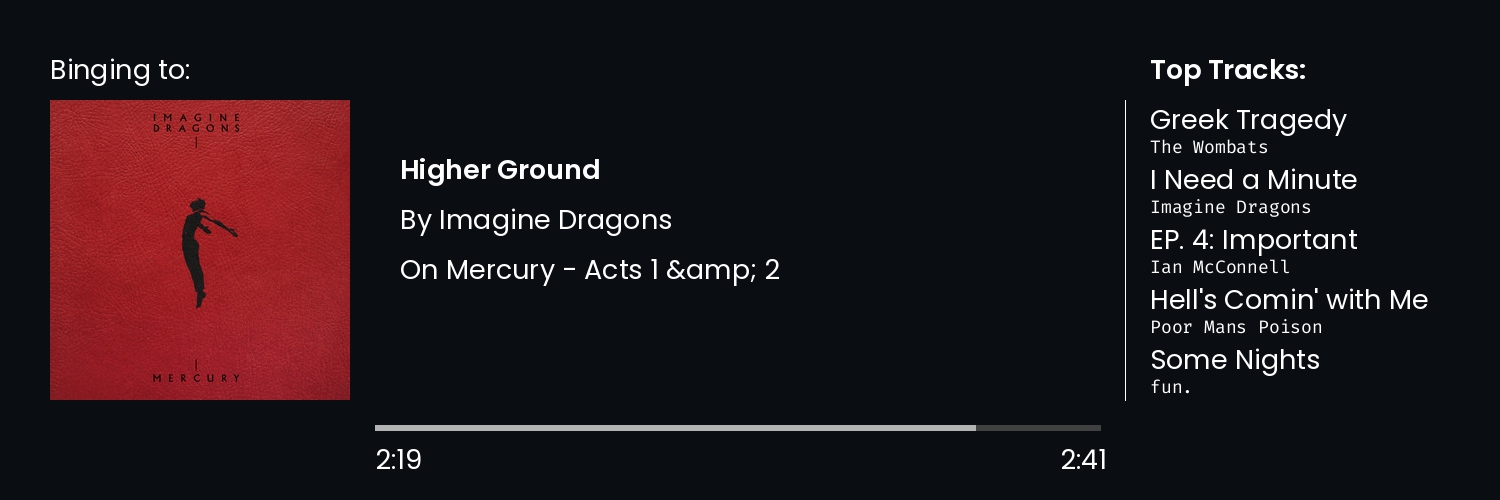 Binging to:
IMAGINE
DRAGONS
MERCURY
Higher Ground
By Imagine Dragons
On Mercury - Acts 1 &amp; 2
2:19
2:41
Top Tracks:
Greek Tragedy
The Wombats
I Need a Minute
Imagine Dragons
EP. 4: Important
Ian McConnell
Hell's Comin' with Me
Poor Mans Poison
Some Nights
fun.